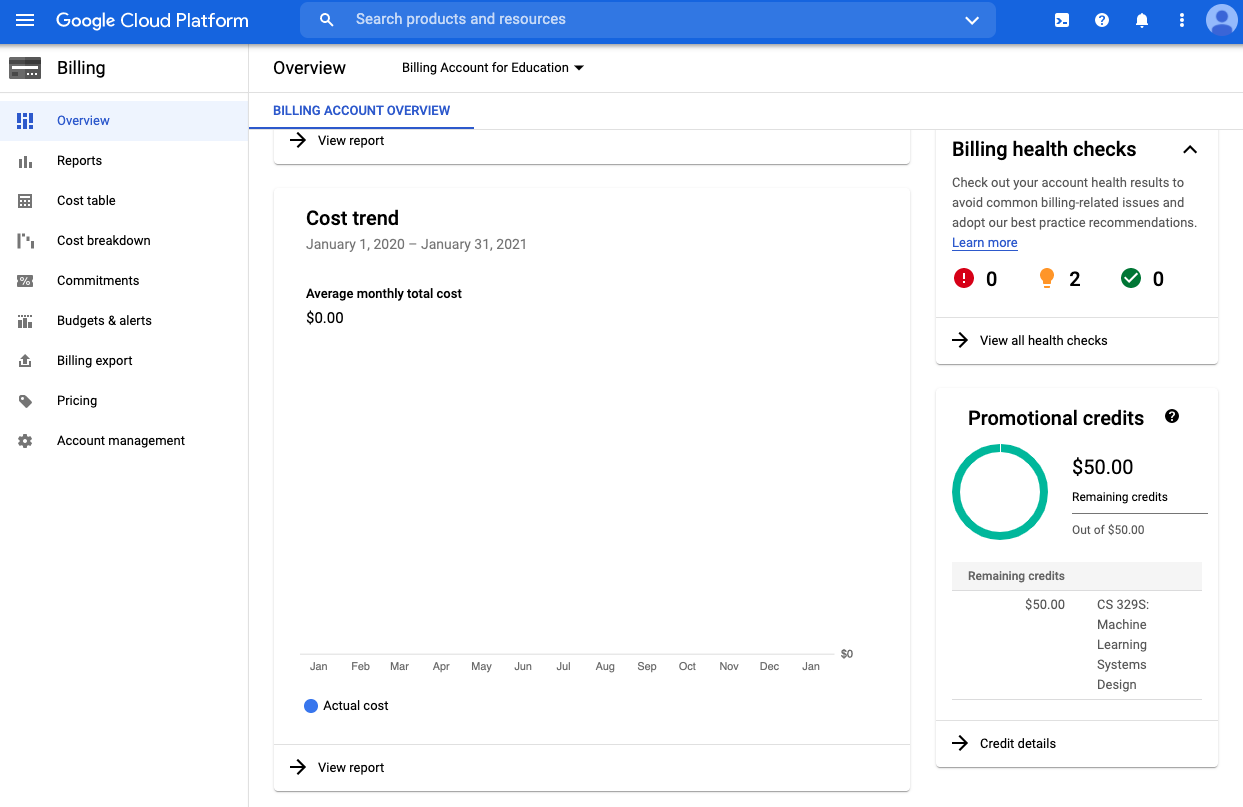 Google Cloud Platform
Search products and resources
Billing
Overview
Billing Account for Education
BILLING ACCOUNT OVERVIEW
Overview
Reports
Cost table
Cost breakdown
Commitments
Budgets & alerts
Billing export
Pricing
Account management
View report
Cost trend
January 1, 2020 – January 31, 2021
Average monthly total cost
$0.00
$0
Jan Feb Mar Apr May Jun Jul Aug Sep Oct Nov Dec Jan
Actual cost
View report
Billing health checks
Check out your account health results to
avoid common billing-related issues and
adopt our best practice recommendations.
Learn more
0 2 0
View all health checks
Promotional credits
$50.00
Remaining credits
Out of $50.00
Remaining credits
$50.00 CS 329S:
Machine
Learning
Systems
Design
Credit details